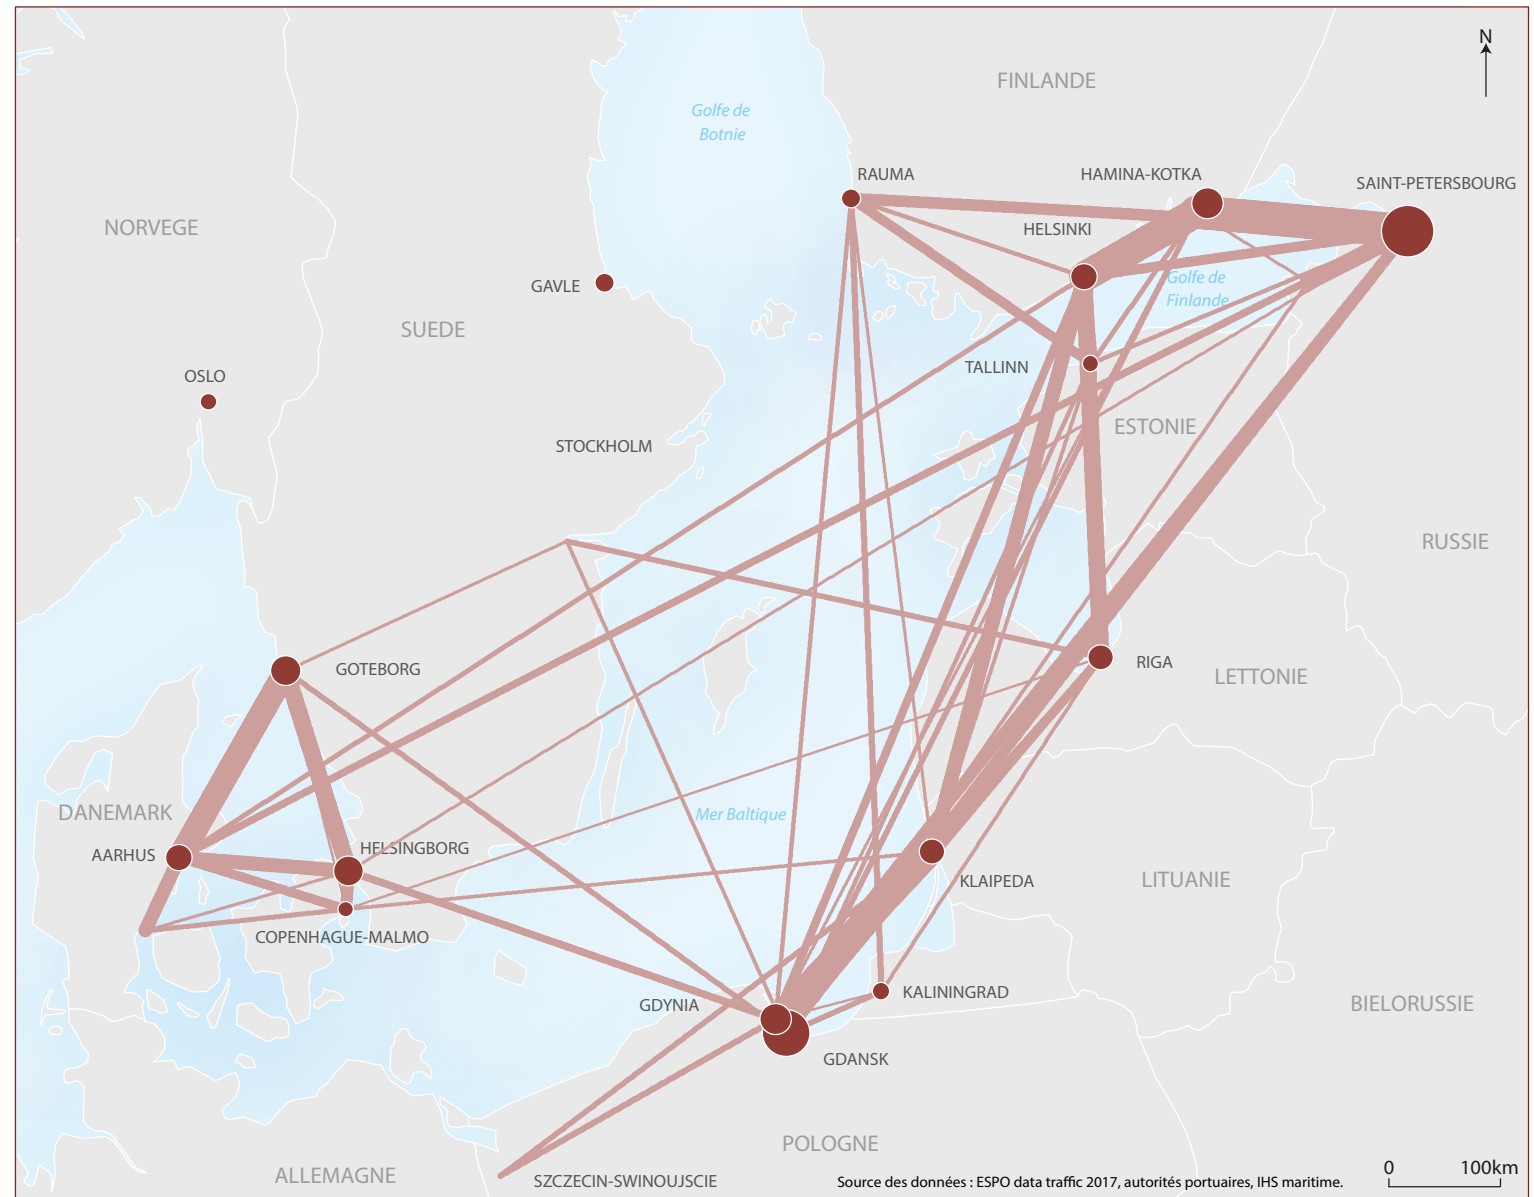 N
FINLANDE
Golfe de
Botnie
RAUMA
HAMINA-KOTKA
SAINT-PETERSBOURG
NORVEGE
HELSINKI
GAVLE
Golfe de
Finlande
SUEDE
OSLO
TALLINN
ESTONIE
STOCKHOLM
RUSSIE
GOTEBORG
RIGA
LETTONIE
DANEMARK
Mer Baltique
AARHUS
HELSINGBORG
KLAIPEDA
LITUANIE
COPENHAGUE-MALMO
GDYNIA
KALININGRAD
BIELORUSSIE
GDANSK
POLOGNE
ALLEMAGNE
SZCZECIN-SWINOUJSCIE
Source des données : ESPO data traffic 2017, autorités portuaires, IHS maritime.
0 100km